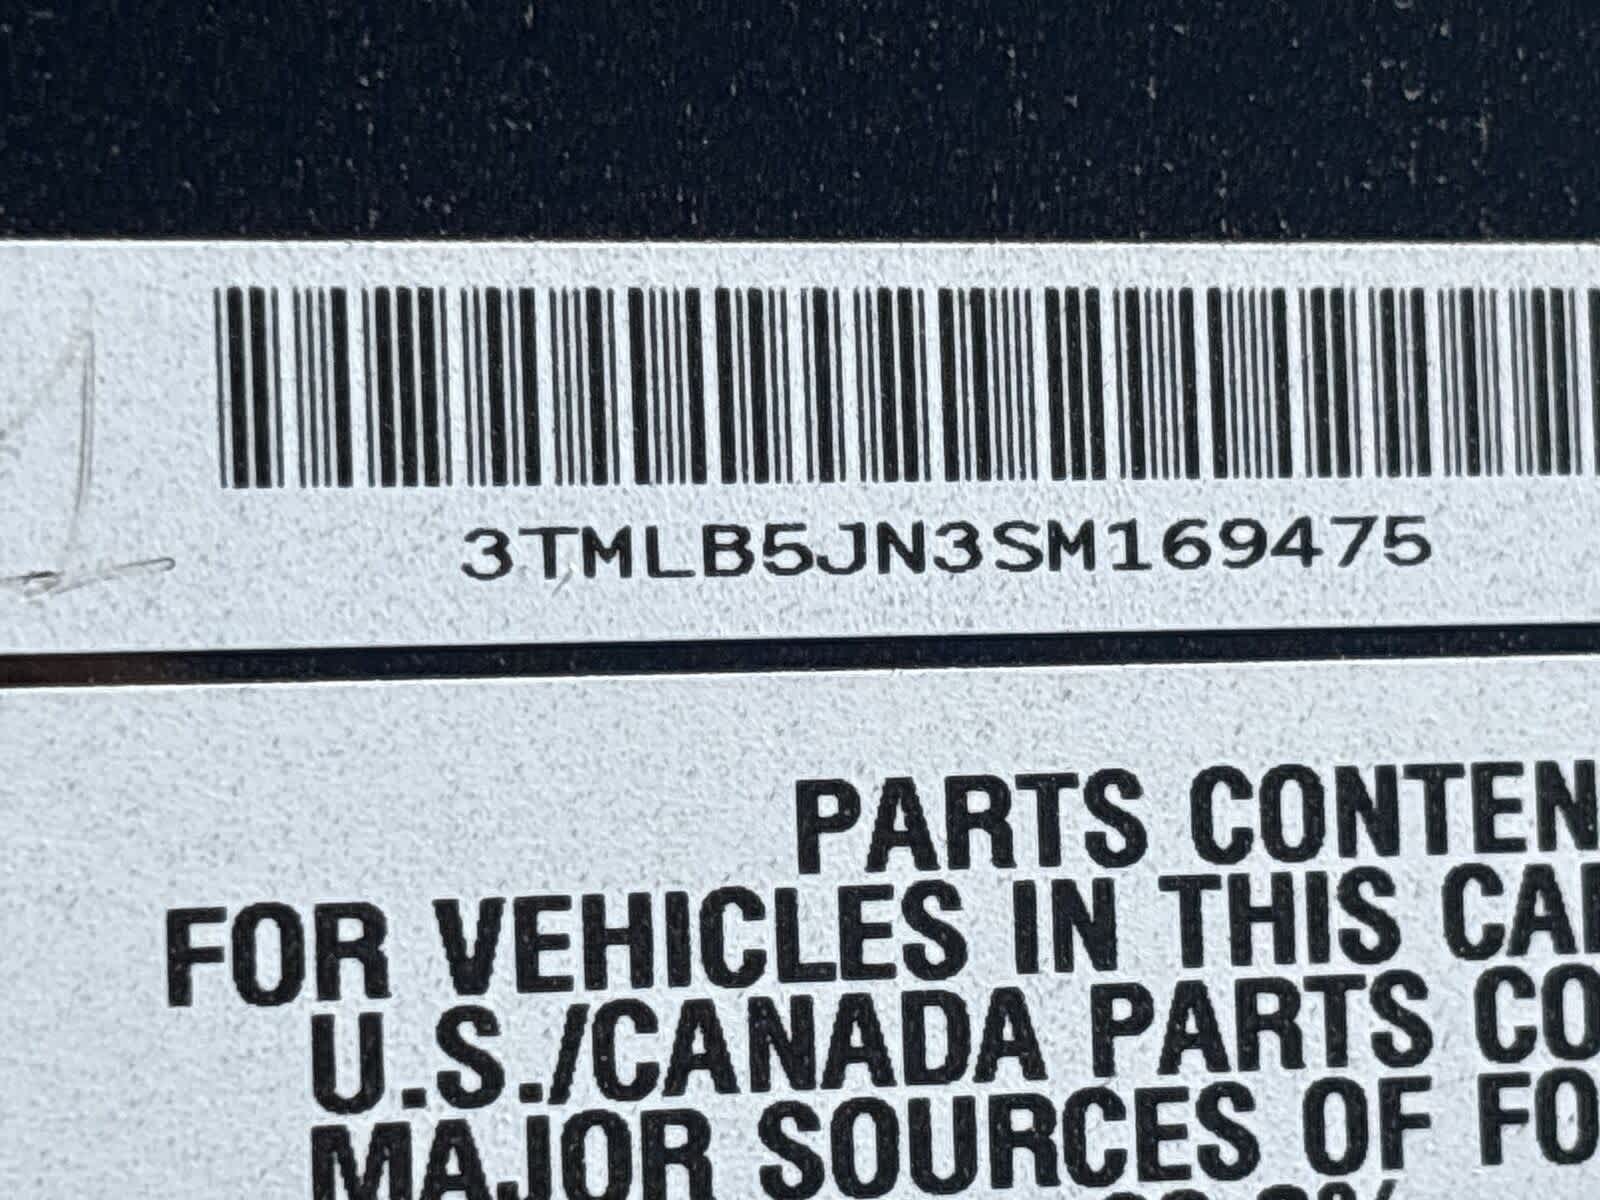 3TMLB5JN3SM169475
PARTS CONTEN
FOR VEHICLES IN THIS CA
U.S./CANADA PARTS CO
MAJOR SOURCES OF FO